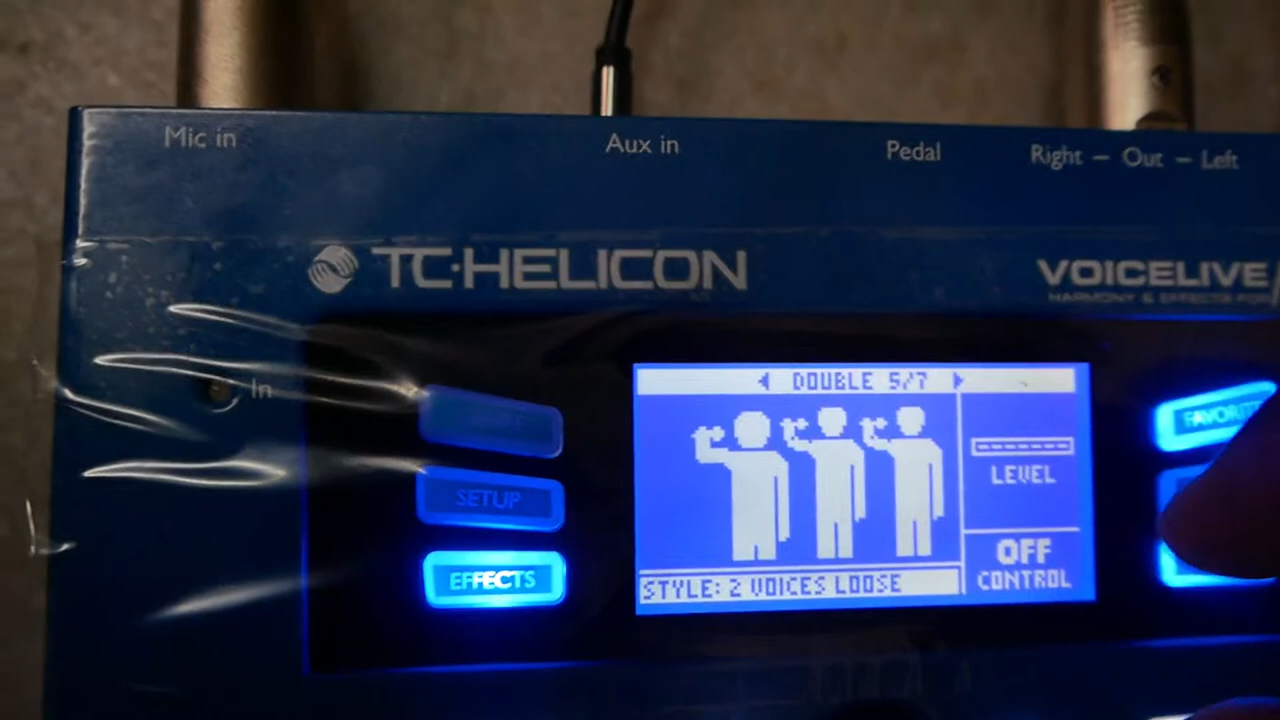 Mic in
Aux in
Pedal
Right – Out – Left
TC·HELICON
VOICELIVE
HARMONY & EFFECTS FOR
In
SETUP
EFFECTS
DOUBLE 5/7
LEVEL
OFF
CONTROL
STYLE: 2 VOICES LOOSE
FAVORIT